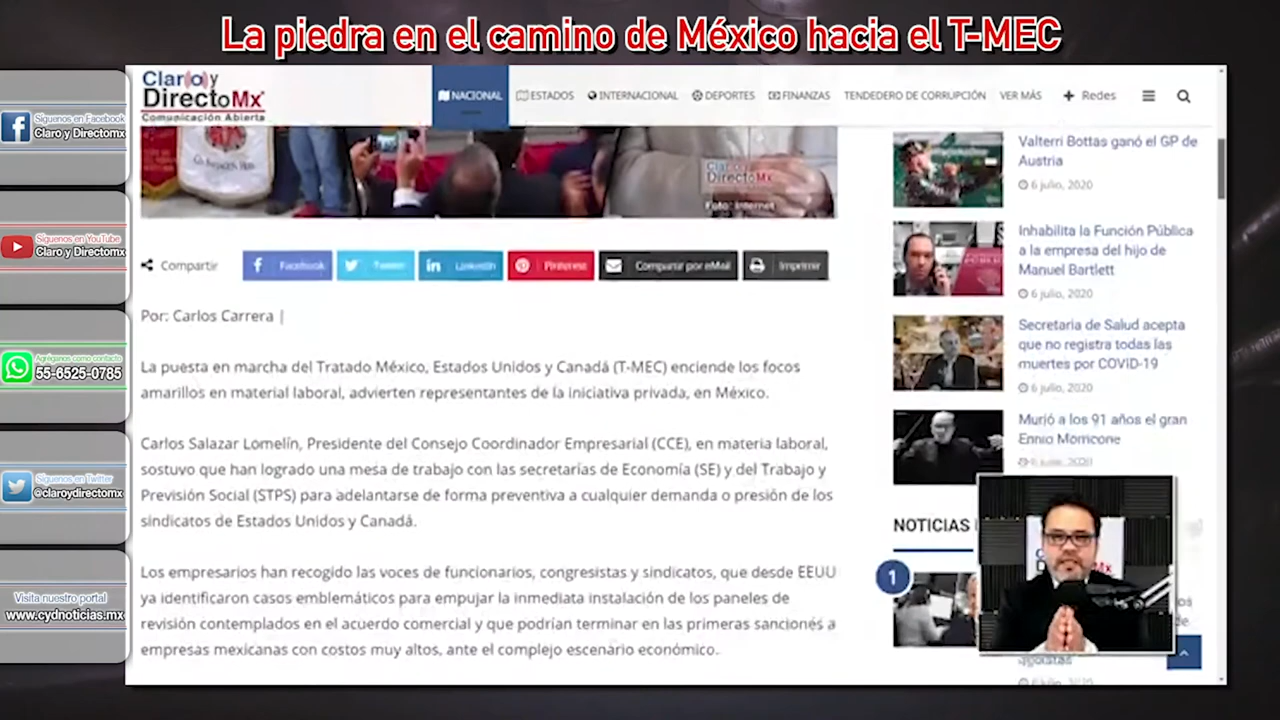 La piedra en el camino de México hacia el T-MEC
Síguenos en Facebook
Claro y Directomx
Síguenos en YouTube
Claro y Directomx
Agréganos como contacto
55-6525-0785
Síguenos en Twitter
@claroydirectomx
Visita nuestro portal
www.cydnoticias.mx
Claro y
DirectoMx
Comunicación Abierta
NACIONAL
ESTADOS
INTERNACIONAL
DEPORTES
FINANZAS
TENDEDERO DE CORRUPCIÓN
VER MÁS
Redes
Claro y
DirectoMx
Foto: Internet
Compartir
Facebook
Twitter
LinkedIn
Pinterest
Compartir por eMail
Imprimir
Por: Carlos Carrera |
La puesta en marcha del Tratado México, Estados Unidos y Canadá (T-MEC) enciende los focos
amarillos en material laboral, advierten representantes de la iniciativa privada, en México.
Carlos Salazar Lomelín, Presidente del Consejo Coordinador Empresarial (CCE), en materia laboral,
sostuvo que han logrado una mesa de trabajo con las secretarías de Economía (SE) y del Trabajo y
Previsión Social (STPS) para adelantarse de forma preventiva a cualquier demanda o presión de los
sindicatos de Estados Unidos y Canadá.
Los empresarios han recogido las voces de funcionarios, congresistas y sindicatos, que desde EEUU
ya identificaron casos emblemáticos para empujar la inmediata instalación de los paneles de
revisión contemplados en el acuerdo comercial y que podrían terminar en las primeras sanciones a
empresas mexicanas con costos muy altos, ante el complejo escenario económico.
Valterri Bottas ganó el GP de
Austria
6 julio, 2020
Inhabilita la Función Pública
a la empresa del hijo de
Manuel Bartlett
6 julio, 2020
Secretaria de Salud acepta
que no registra todas las
muertes por COVID-19
6 julio, 2020
Murió a los 91 años el gran
Ennio Morricone
6 julio, 2020
NOTICIAS
1